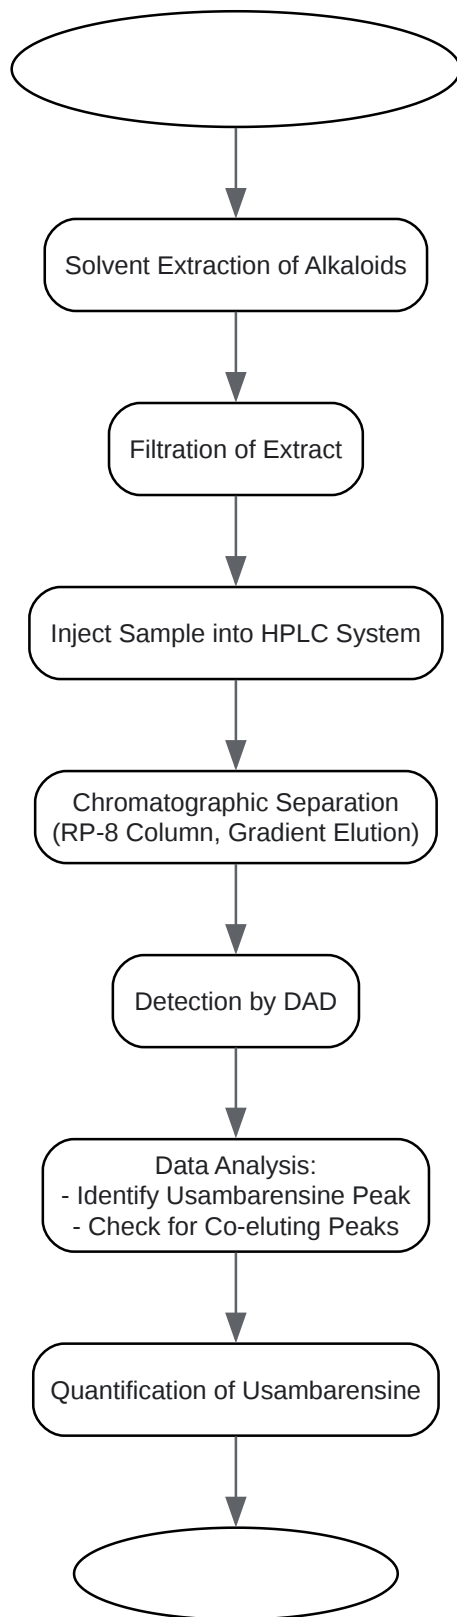 Solvent Extraction of Alkaloids
Filtration of Extract
Inject Sample into HPLC System
Chromatographic Separation
(RP-8 Column, Gradient Elution)
Detection by DAD
Data Analysis:
- Identify Usambarensine Peak
- Check for Co-eluting Peaks
Quantification of Usambarensine